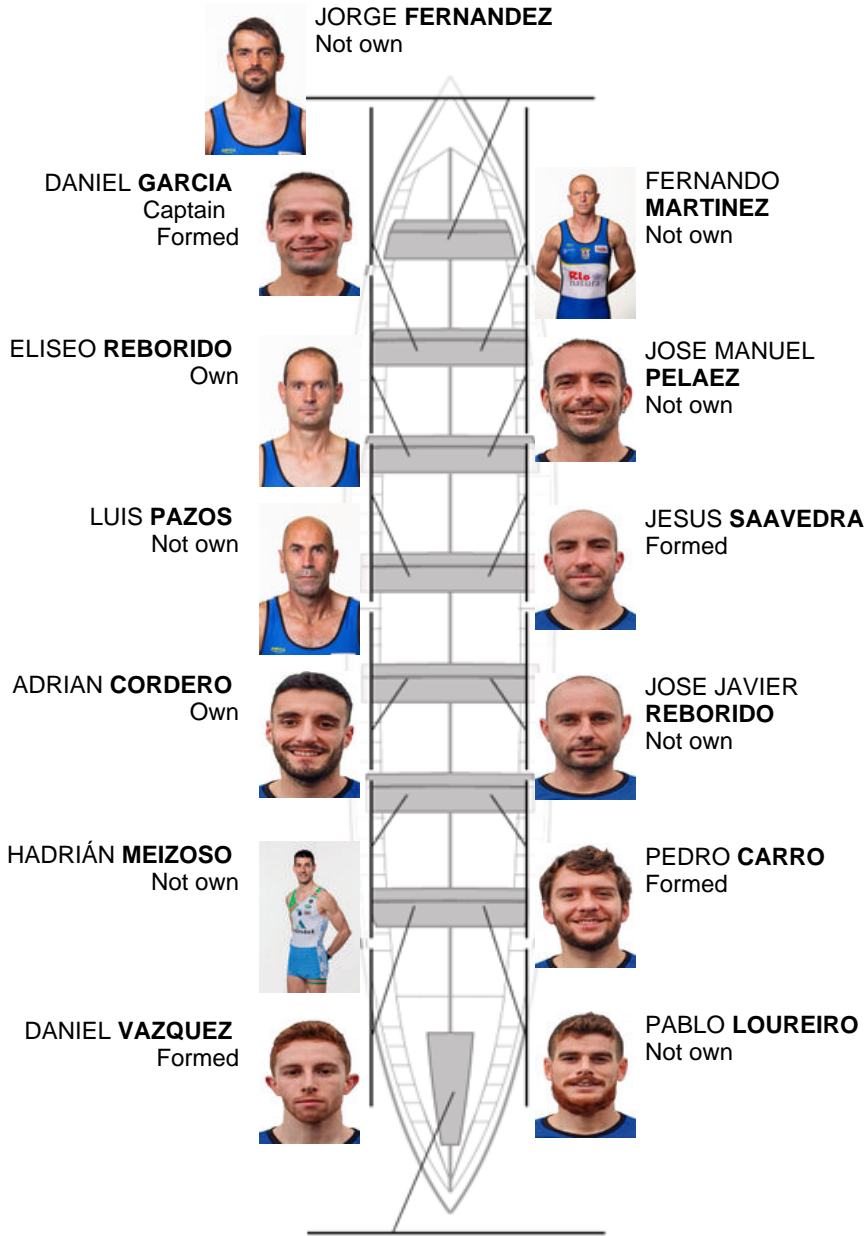 JORGE FERNANDEZ
Not own
DANIEL GARCIA
Captain
Formed
FERNANDO
MARTINEZ
Not own
Rio
natura
ELISEO REBORIDO
Own
JOSE MANUEL
PELAEZ
Not own
LUIS PAZOS
Not own
JESUS SAAVEDRA
Formed
ADRIAN CORDERO
Own
JOSE JAVIER
REBORIDO
Not own
HADRIÁN MEIZOSO
Not own
PEDRO CARRO
Formed
DANIEL VAZQUEZ
Formed
PABLO LOUREIRO
Not own